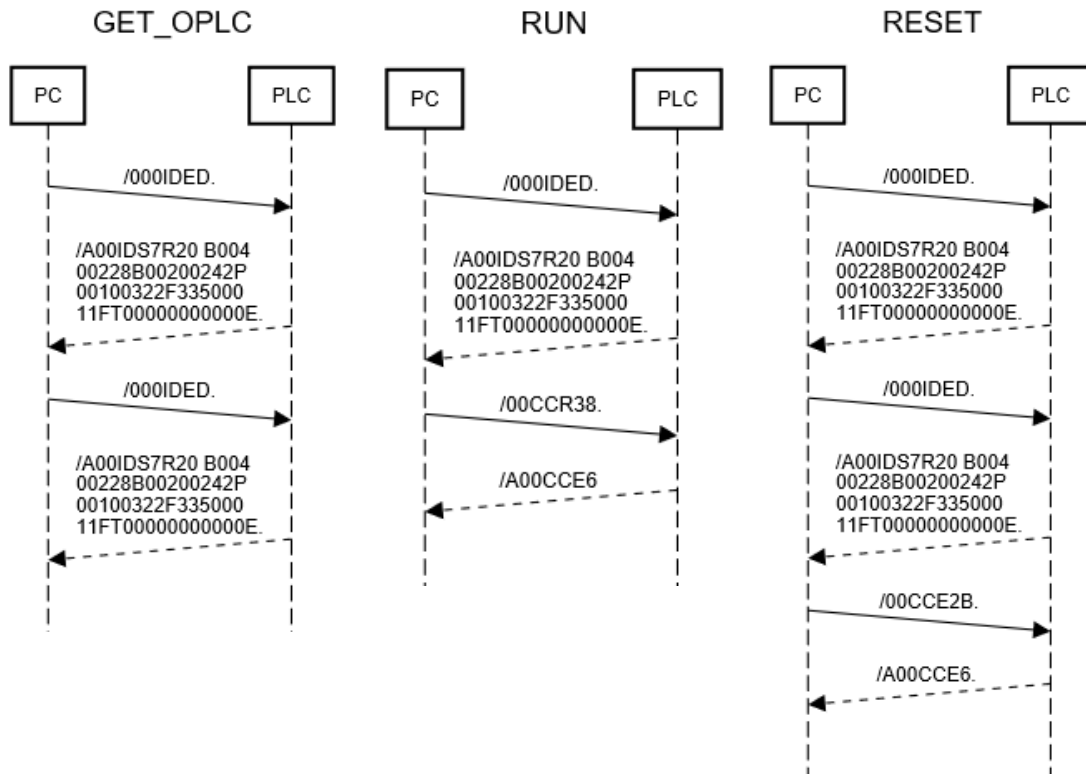 GET_OPLC
PC
PLC
/000IDED.
/A00IDS7R20 B004
00228B00200242P
00100322F335000
11FT00000000000E.
/000IDED.
/A00IDS7R20 B004
00228B00200242P
00100322F335000
11FT00000000000E.
RUN
PC
PLC
/000IDED.
/A00IDS7R20 B004
00228B00200242P
00100322F335000
11FT00000000000E.
/00CCR38.
/A00CCE6
RESET
PC
PLC
/000IDED.
/A00IDS7R20 B004
00228B00200242P
00100322F335000
11FT00000000000E.
/000IDED.
/A00IDS7R20 B004
00228B00200242P
00100322F335000
11FT00000000000E.
/00CCE2B.
/A00CCE6.